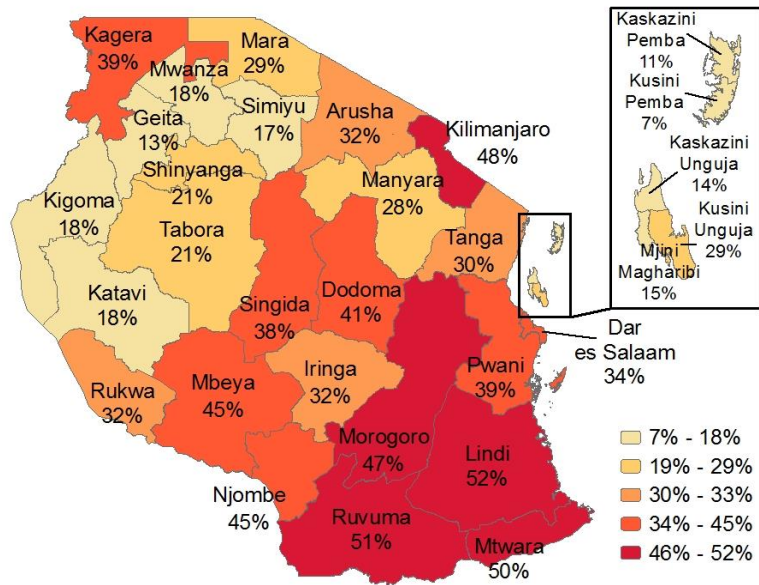 Kagera
39%
Mara
29%
Mwanza
18%
Simiyu
17%
Geita
13%
Arusha
32%
Kilimanjaro
48%
Shinyanga
21%
Kigoma
18%
Manyara
28%
Tabora
21%
Tanga
30%
Katavi
18%
Singida
38%
Dodoma
41%
Dar
es Salaam
34%
Pwani
39%
Rukwa
32%
Mbeya
45%
Iringa
32%
Morogoro
47%
Lindi
52%
Njombe
45%
Ruvuma
51%
Mtwara
50%
Kaskazini
Pemba
11%
Kusini
Pemba
7%
Kaskazini
Unguja
14%
Kusini
Unguja
29%
Mjini
Magharibi
15%
7% - 18%
19% - 29%
30% - 33%
34% - 45%
46% - 52%